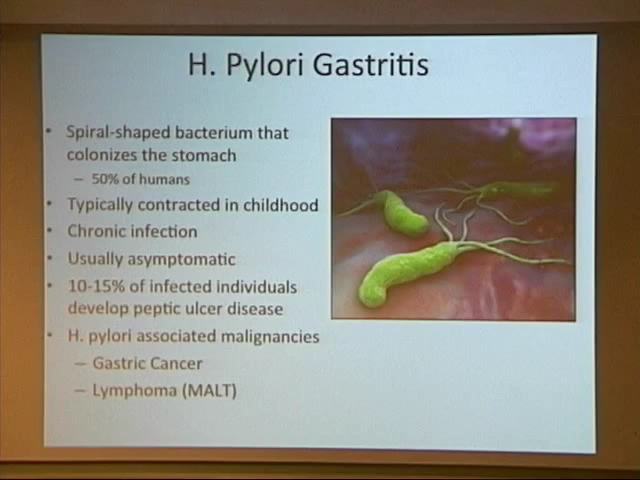 H. Pylori Gastritis
• Spiral-shaped bacterium that
colonizes the stomach
– 50% of humans
• Typically contracted in childhood
• Chronic infection
• Usually asymptomatic
• 10-15% of infected individuals
develop peptic ulcer disease
• H. pylori associated malignancies
– Gastric Cancer
– Lymphoma (MALT)